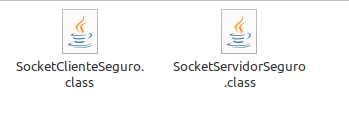 SocketClienteSeguro.
class
SocketServidorSeguro
.class